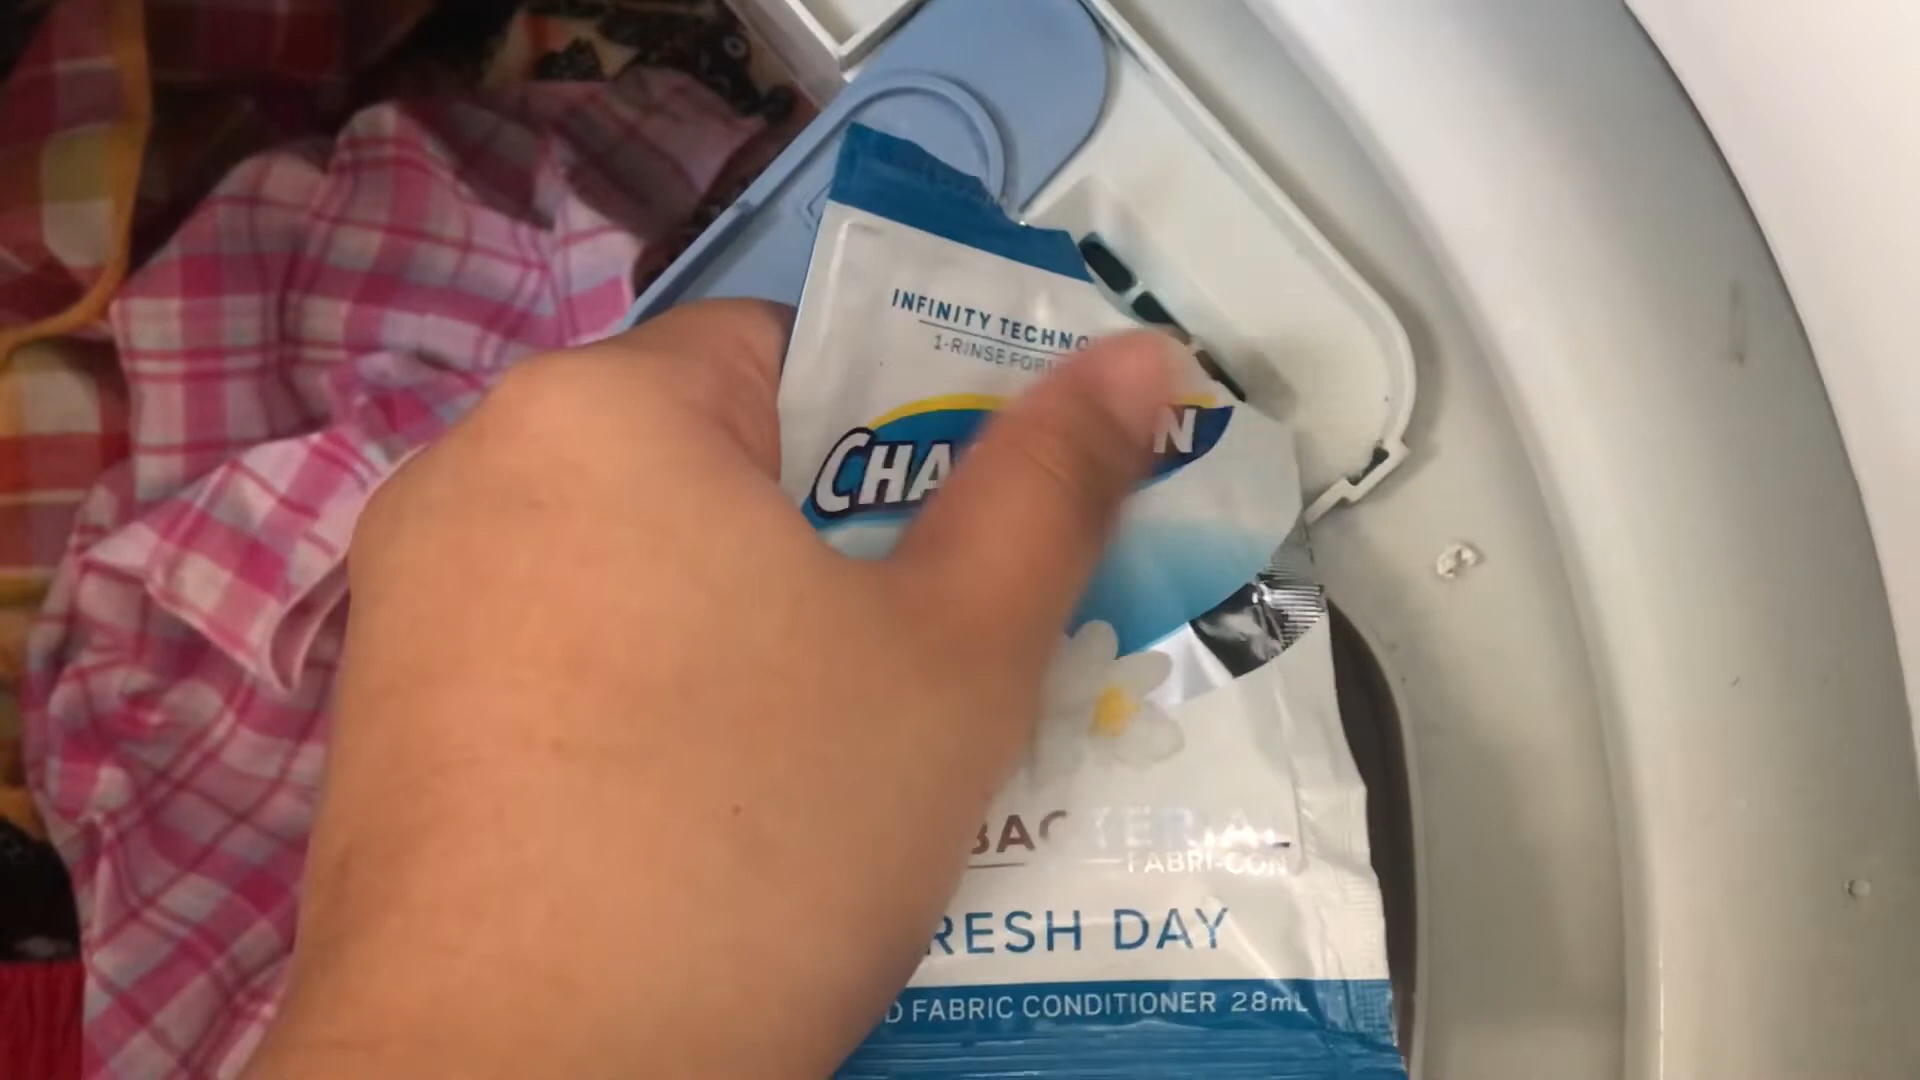 INFINITY TECHNO
1-RINSE FOR
CHA N
BACTERIAL
FABRI-CON
RESH DAY
D FABRIC CONDITIONER 28mL